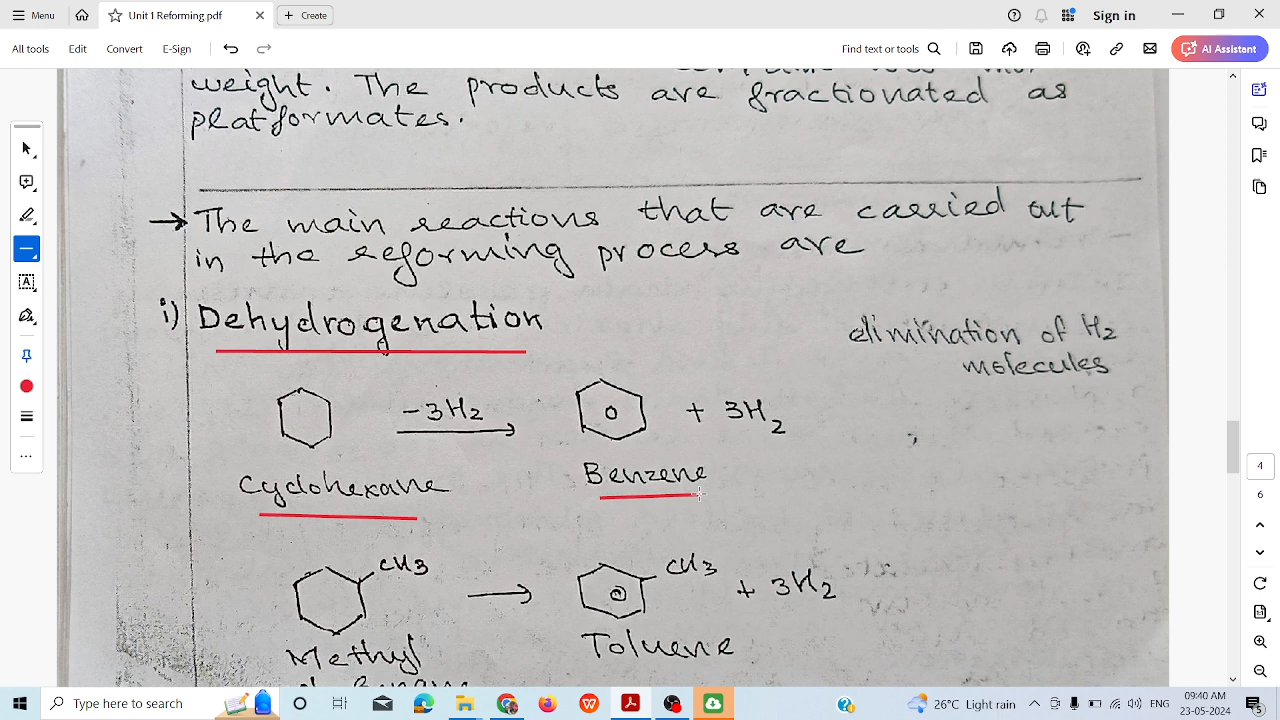 Menu
Unit 1 Reforming.pdf
Create
Sign in
All tools Edit Convert E-Sign
Find text or tools
AI Assistant
weight. The products are fractionated as
platformates.
→ The main reactions that are carried out
in the reforming process are
i) Dehydrogenation
elimination of H2
molecules
-3H2
+ 3H2
Cyclohexane
Benzene
CH3
CH3
+ 3H2
Methyl
Toluene
4
6
Type here to search
26°C Light rain
ENG
09:40 AM
23-05-2024
5